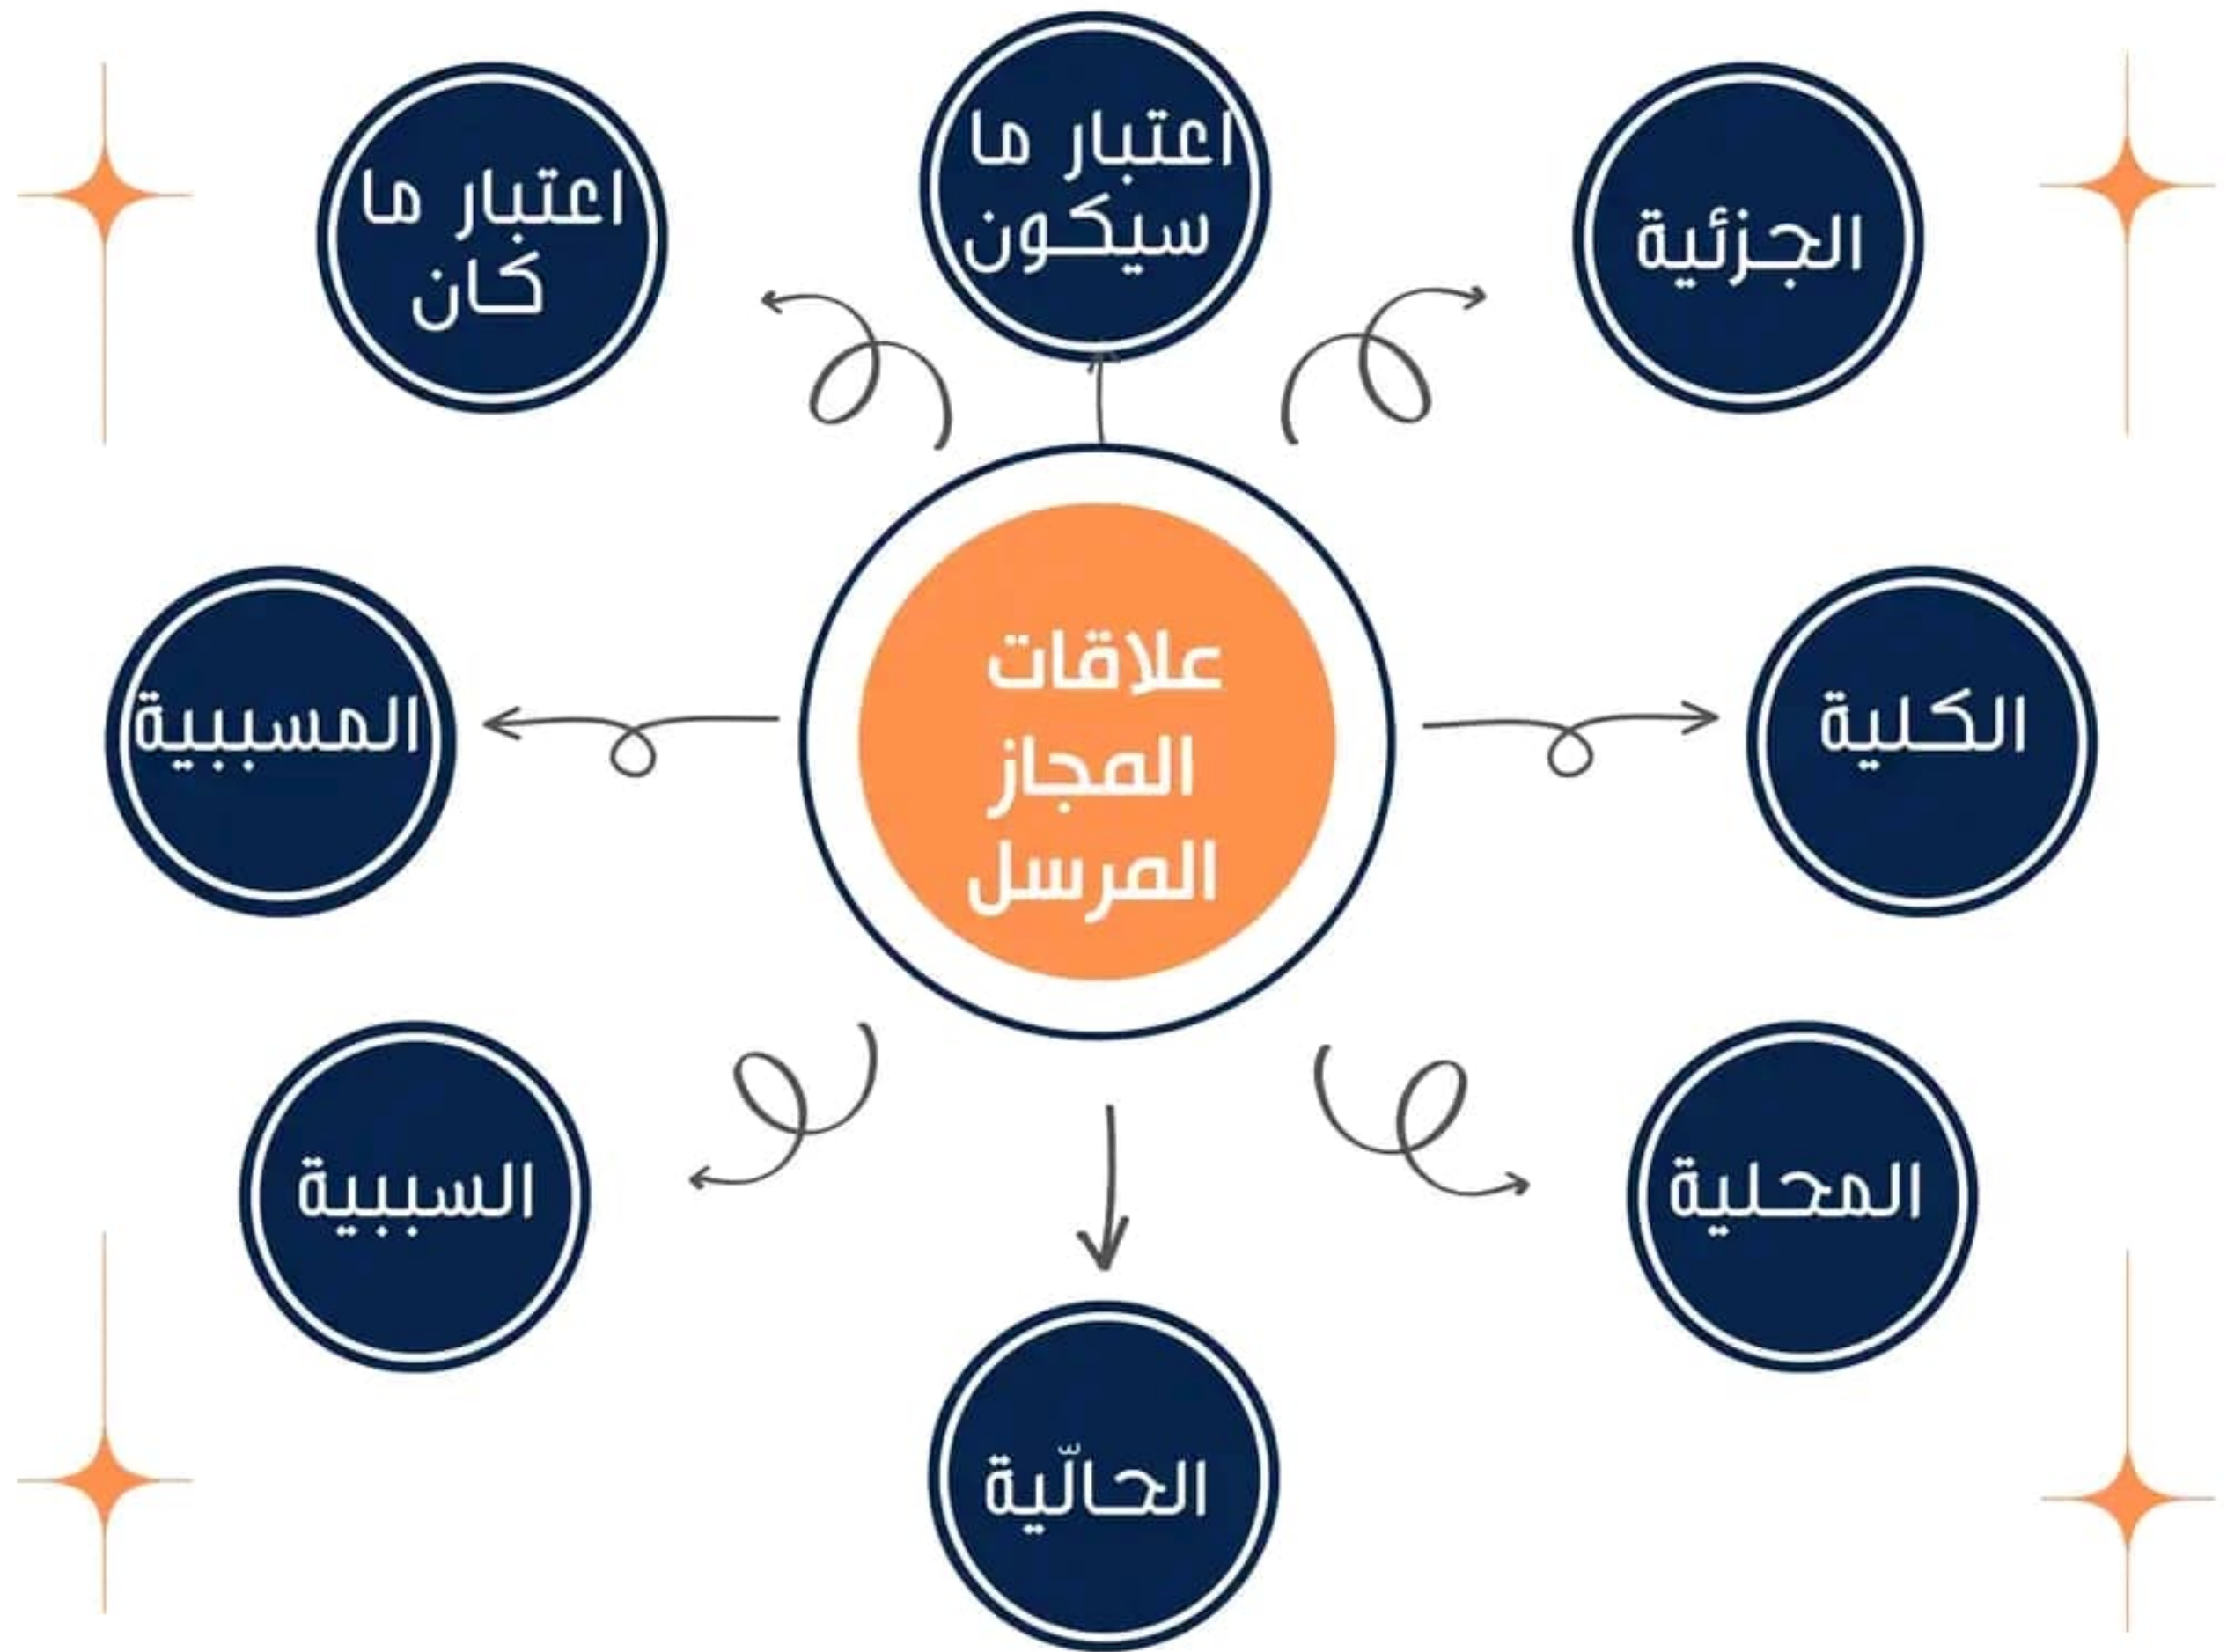 اعتبار ما
سيكون
الجزئية
اعتبار ما
كان
علاقات
المجاز
المرسل
الكلية
المسببية
المحلية
السببية
الحالّية